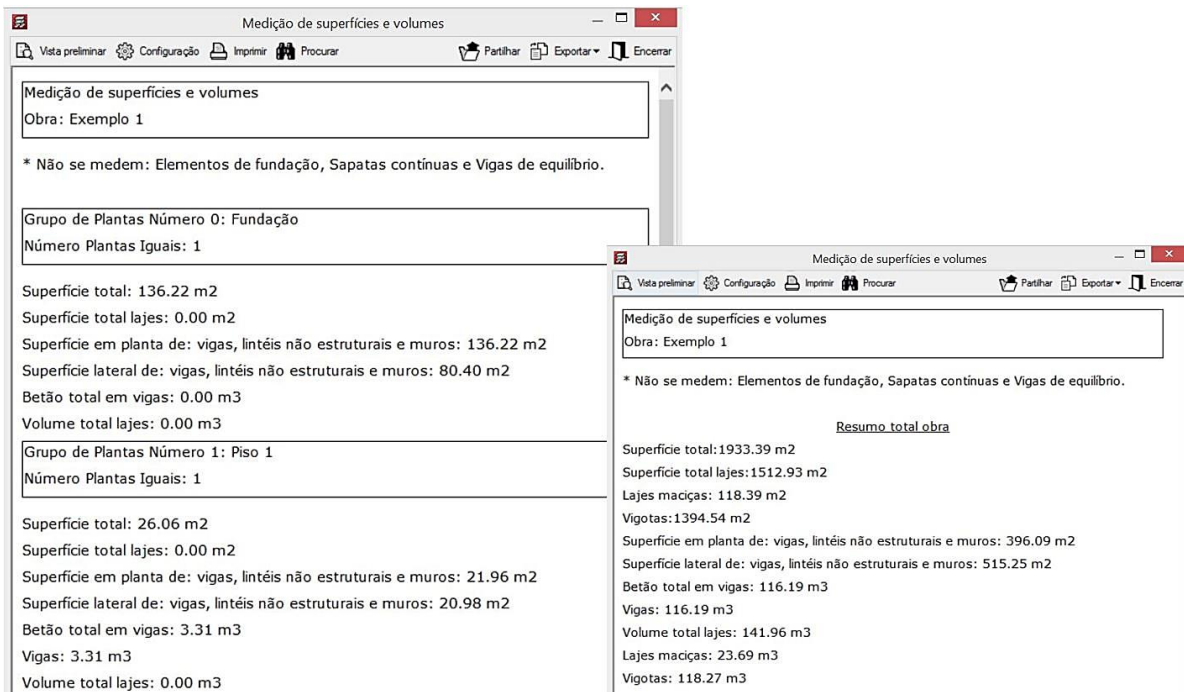 Medição de superfícies e volumes
Vista preliminar Configuração Imprimir Procurar Partilhar Exportar Encerrar
Medição de superfícies e volumes
Obra: Exemplo 1
* Não se medem: Elementos de fundação, Sapatas contínuas e Vigas de equilíbrio.
Grupo de Plantas Número 0: Fundação
Número Plantas Iguais: 1
Superfície total: 136.22 m2
Superfície total lajes: 0.00 m2
Superfície em planta de: vigas, lintéis não estruturais e muros: 136.22 m2
Superfície lateral de: vigas, lintéis não estruturais e muros: 80.40 m2
Betão total em vigas: 0.00 m3
Volume total lajes: 0.00 m3
Grupo de Plantas Número 1: Piso 1
Número Plantas Iguais: 1
Superfície total: 26.06 m2
Superfície total lajes: 0.00 m2
Superfície em planta de: vigas, lintéis não estruturais e muros: 21.96 m2
Superfície lateral de: vigas, lintéis não estruturais e muros: 20.98 m2
Betão total em vigas: 3.31 m3
Vigas: 3.31 m3
Volume total lajes: 0.00 m3
Medição de superfícies e volumes
Vista preliminar Configuração Imprimir Procurar Partilhar Exportar Encerrar
Medição de superfícies e volumes
Obra: Exemplo 1
* Não se medem: Elementos de fundação, Sapatas contínuas e Vigas de equilíbrio.
Resumo total obra
Superfície total:1933.39 m2
Superfície total lajes:1512.93 m2
Lajes maciças: 118.39 m2
Vigotas:1394.54 m2
Superfície em planta de: vigas, lintéis não estruturais e muros: 396.09 m2
Superfície lateral de: vigas, lintéis não estruturais e muros: 515.25 m2
Betão total em vigas: 116.19 m3
Vigas: 116.19 m3
Volume total lajes: 141.96 m3
Lajes maciças: 23.69 m3
Vigotas: 118.27 m3